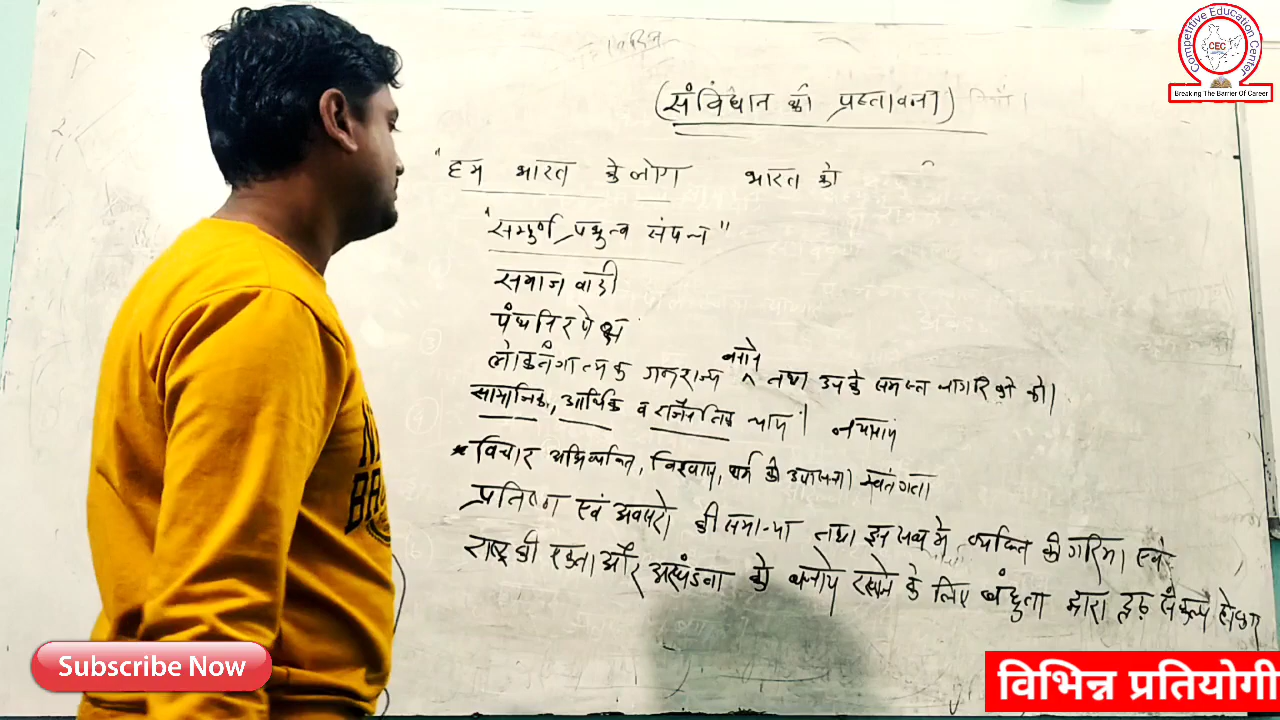 Competitive Education Center
CEC
Breaking The Barrier Of Career
(संविधान की प्रस्तावना)
"हम भारत के लोग भारत को
"सम्पुर्ण प्रभुत्व संपन्न"
समाजवादी
पंथनिरपेक्ष
बनाने
लोकतंत्रात्मक गणराज्य ^ तथा उसके समस्त नागरिको को।
सामाजिक, आर्थिक व राजनैतिक न्याय।
* विचार अभिव्यक्ति, विश्वास, धर्म की उपासना। स्वतंत्रता
प्रतिष्ठा एवं अवसरो की समान्ता तथा इन सब मे व्यक्ति की गरिमा एवं
राष्ट्र की एकता और अखंडता को बनाये रखने के लिए बंधुता द्वारा दृढ़ संकल्प होकर
NE
BRO
Subscribe Now
विभिन्न प्रतियोगी